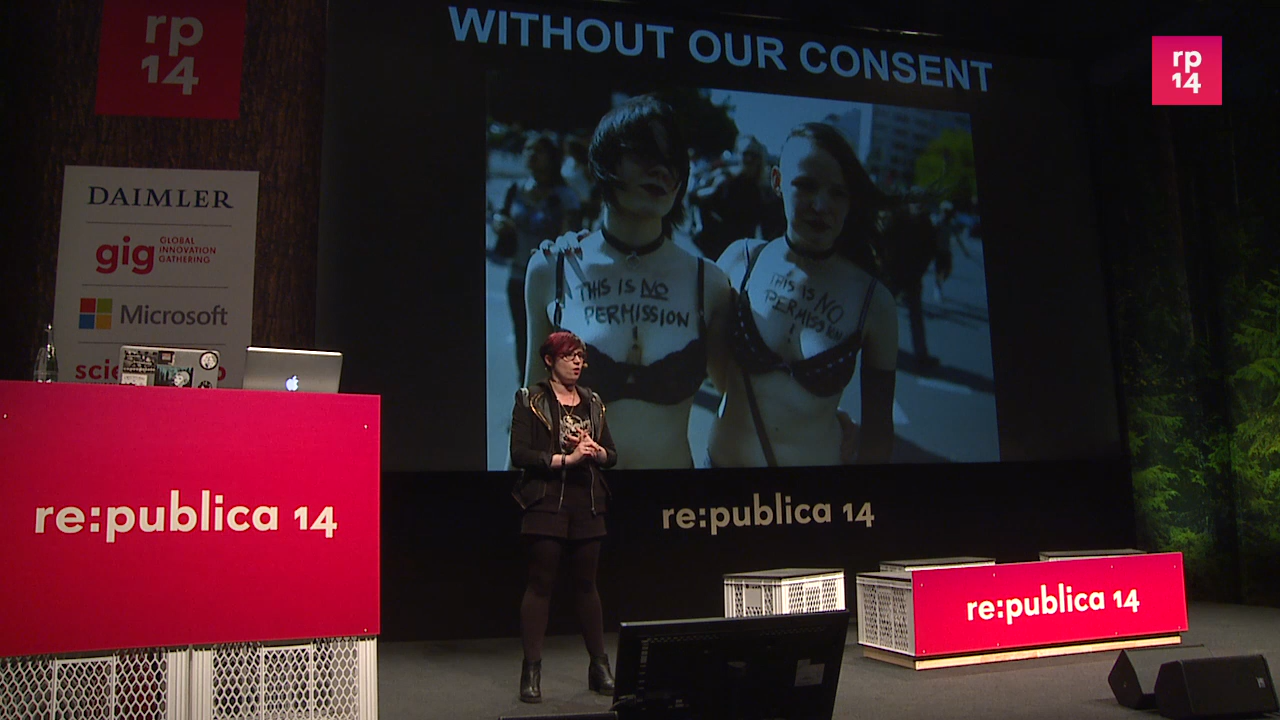 WITHOUT OUR CONSENT
rp
14
rp
14
DAIMLER
gig GLOBAL
INNOVATION
GATHERING
Microsoft
THIS IS NO
PERMISSION
THIS IS NO
PERMISSION
re:publica 14
re:publica 14
re:publica 14